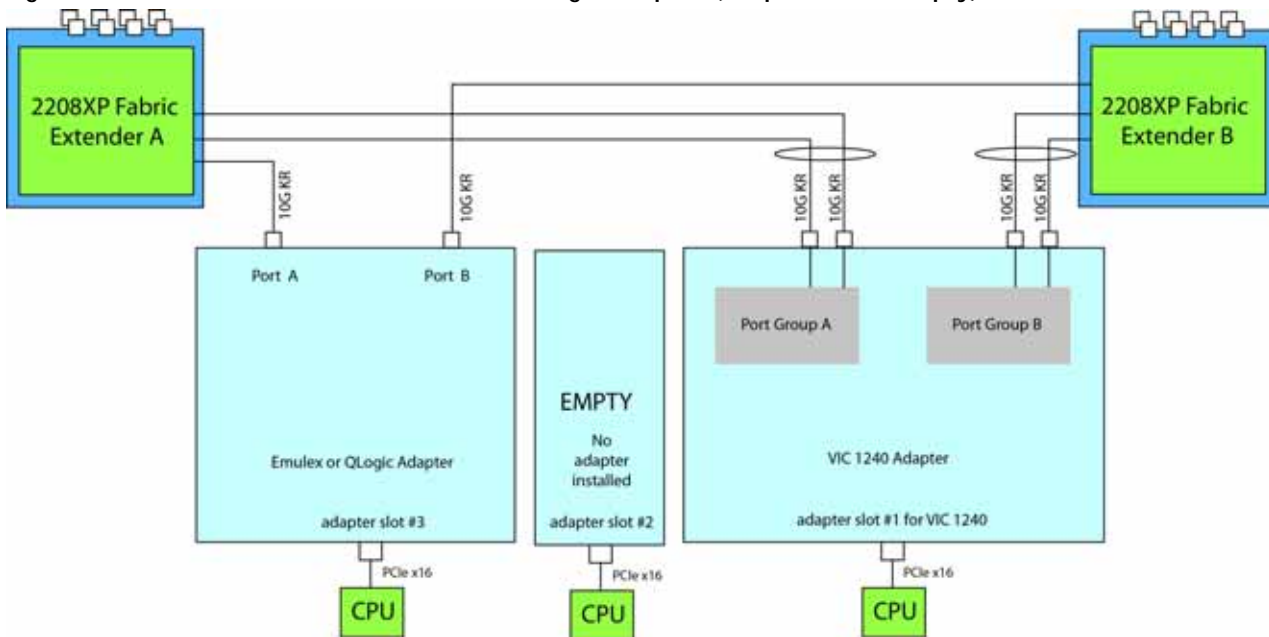 2208XP Fabric
Extender A
2208XP Fabric
Extender B
10G KR
10G KR
10G KR
10G KR
10G KR
10G KR
Port A
Port B
Port Group A
Port Group B
EMPTY
No
adapter
installed
Emulex or QLogic Adapter
VIC 1240 Adapter
adapter slot #3
adapter slot #2
adapter slot #1 for VIC 1240
PCIe x16
PCIe x16
PCIe x16
CPU
CPU
CPU